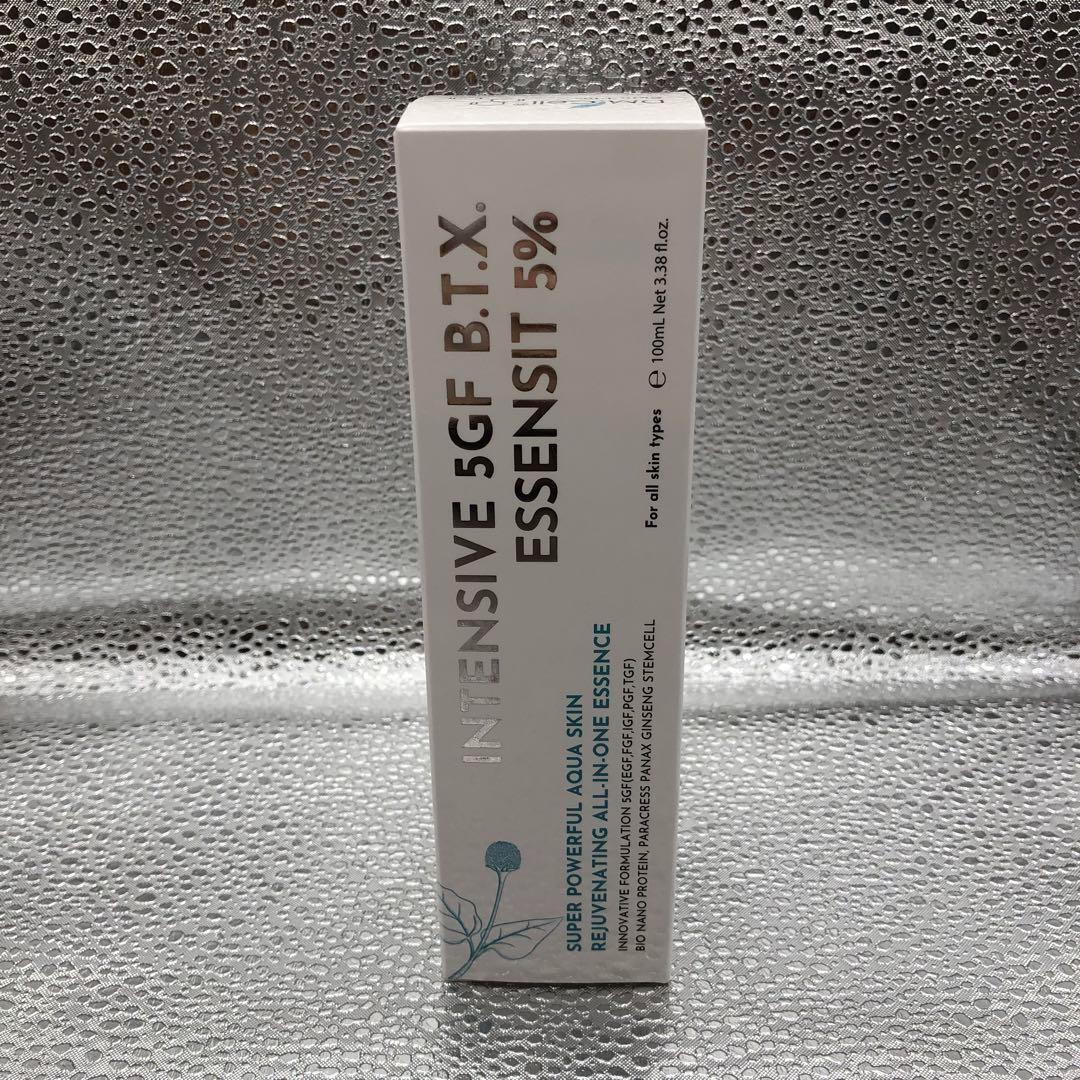 INTENSIVE 5GF B.T.X.
ESSENSIT 5%
SUPER POWERFUL AQUA SKIN
REJUVENATING ALL-IN-ONE ESSENCE
INNOVATIVE FORMULATION 5GF(EGF,FGF,IGF,PGF,TGF)
BIO NANO PROTEIN, PARACRESS PANAX GINSENG STEMCELL
For all skin types ℮ 100mL Net 3.38 fl.oz.